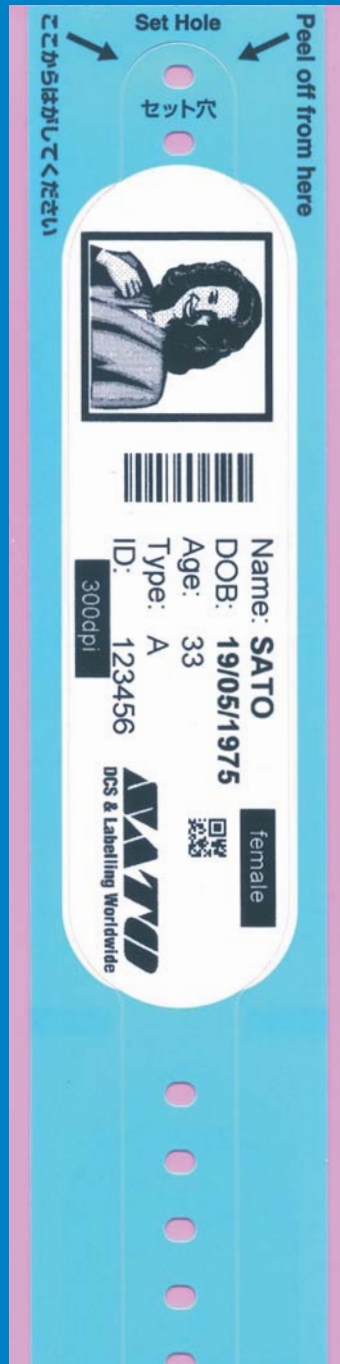 Set Hole
セット穴
Peel off from here
ここからはがしてください
Name: SATO
DOB: 19/05/1975
Age: 33
Type: A
ID: 123456
female
300dpi
SATO
DCS & Labelling Worldwide